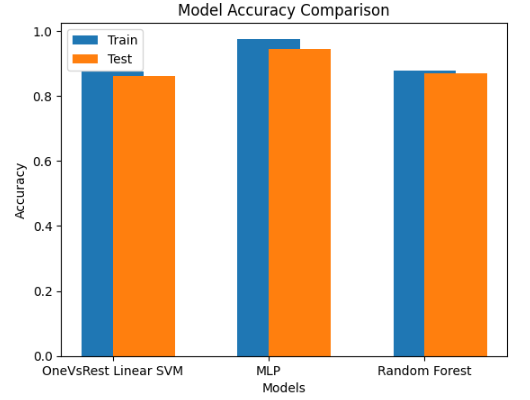 Model Accuracy Comparison
Train
Test
1.0
0.8
0.6
0.4
0.2
0.0
Accuracy
OneVsRest Linear SVM
MLP
Random Forest
Models